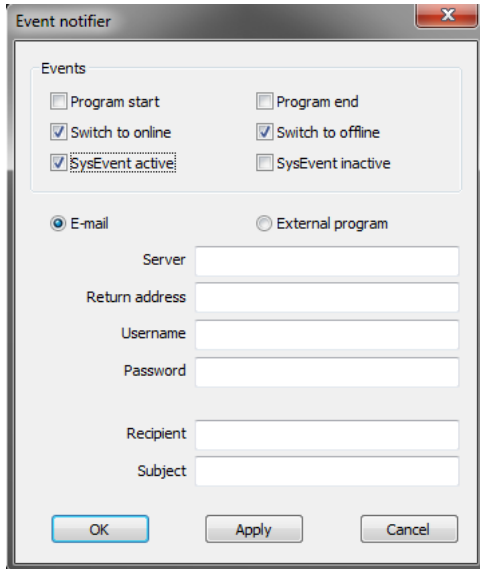 Event notifier
Events
Program start Program end
Switch to online Switch to offline
SysEvent active SysEvent inactive
E-mail External program
Server
Return address
Username
Password
Recipient
Subject
OK Apply Cancel